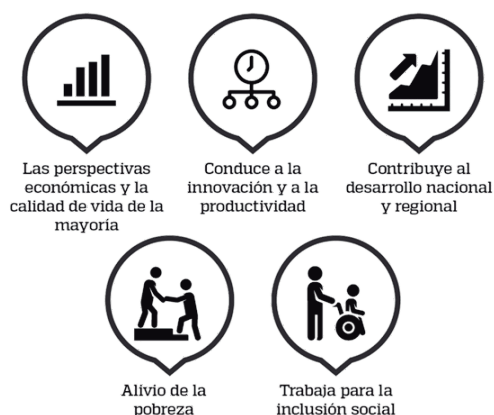 Las perspectivas
económicas y la
calidad de vida de la
mayoría
Conduce a la
innovación y a la
productividad
Contribuye al
desarrollo nacional
y regional
Alivio de la
pobreza
Trabaja para la
inclusión social